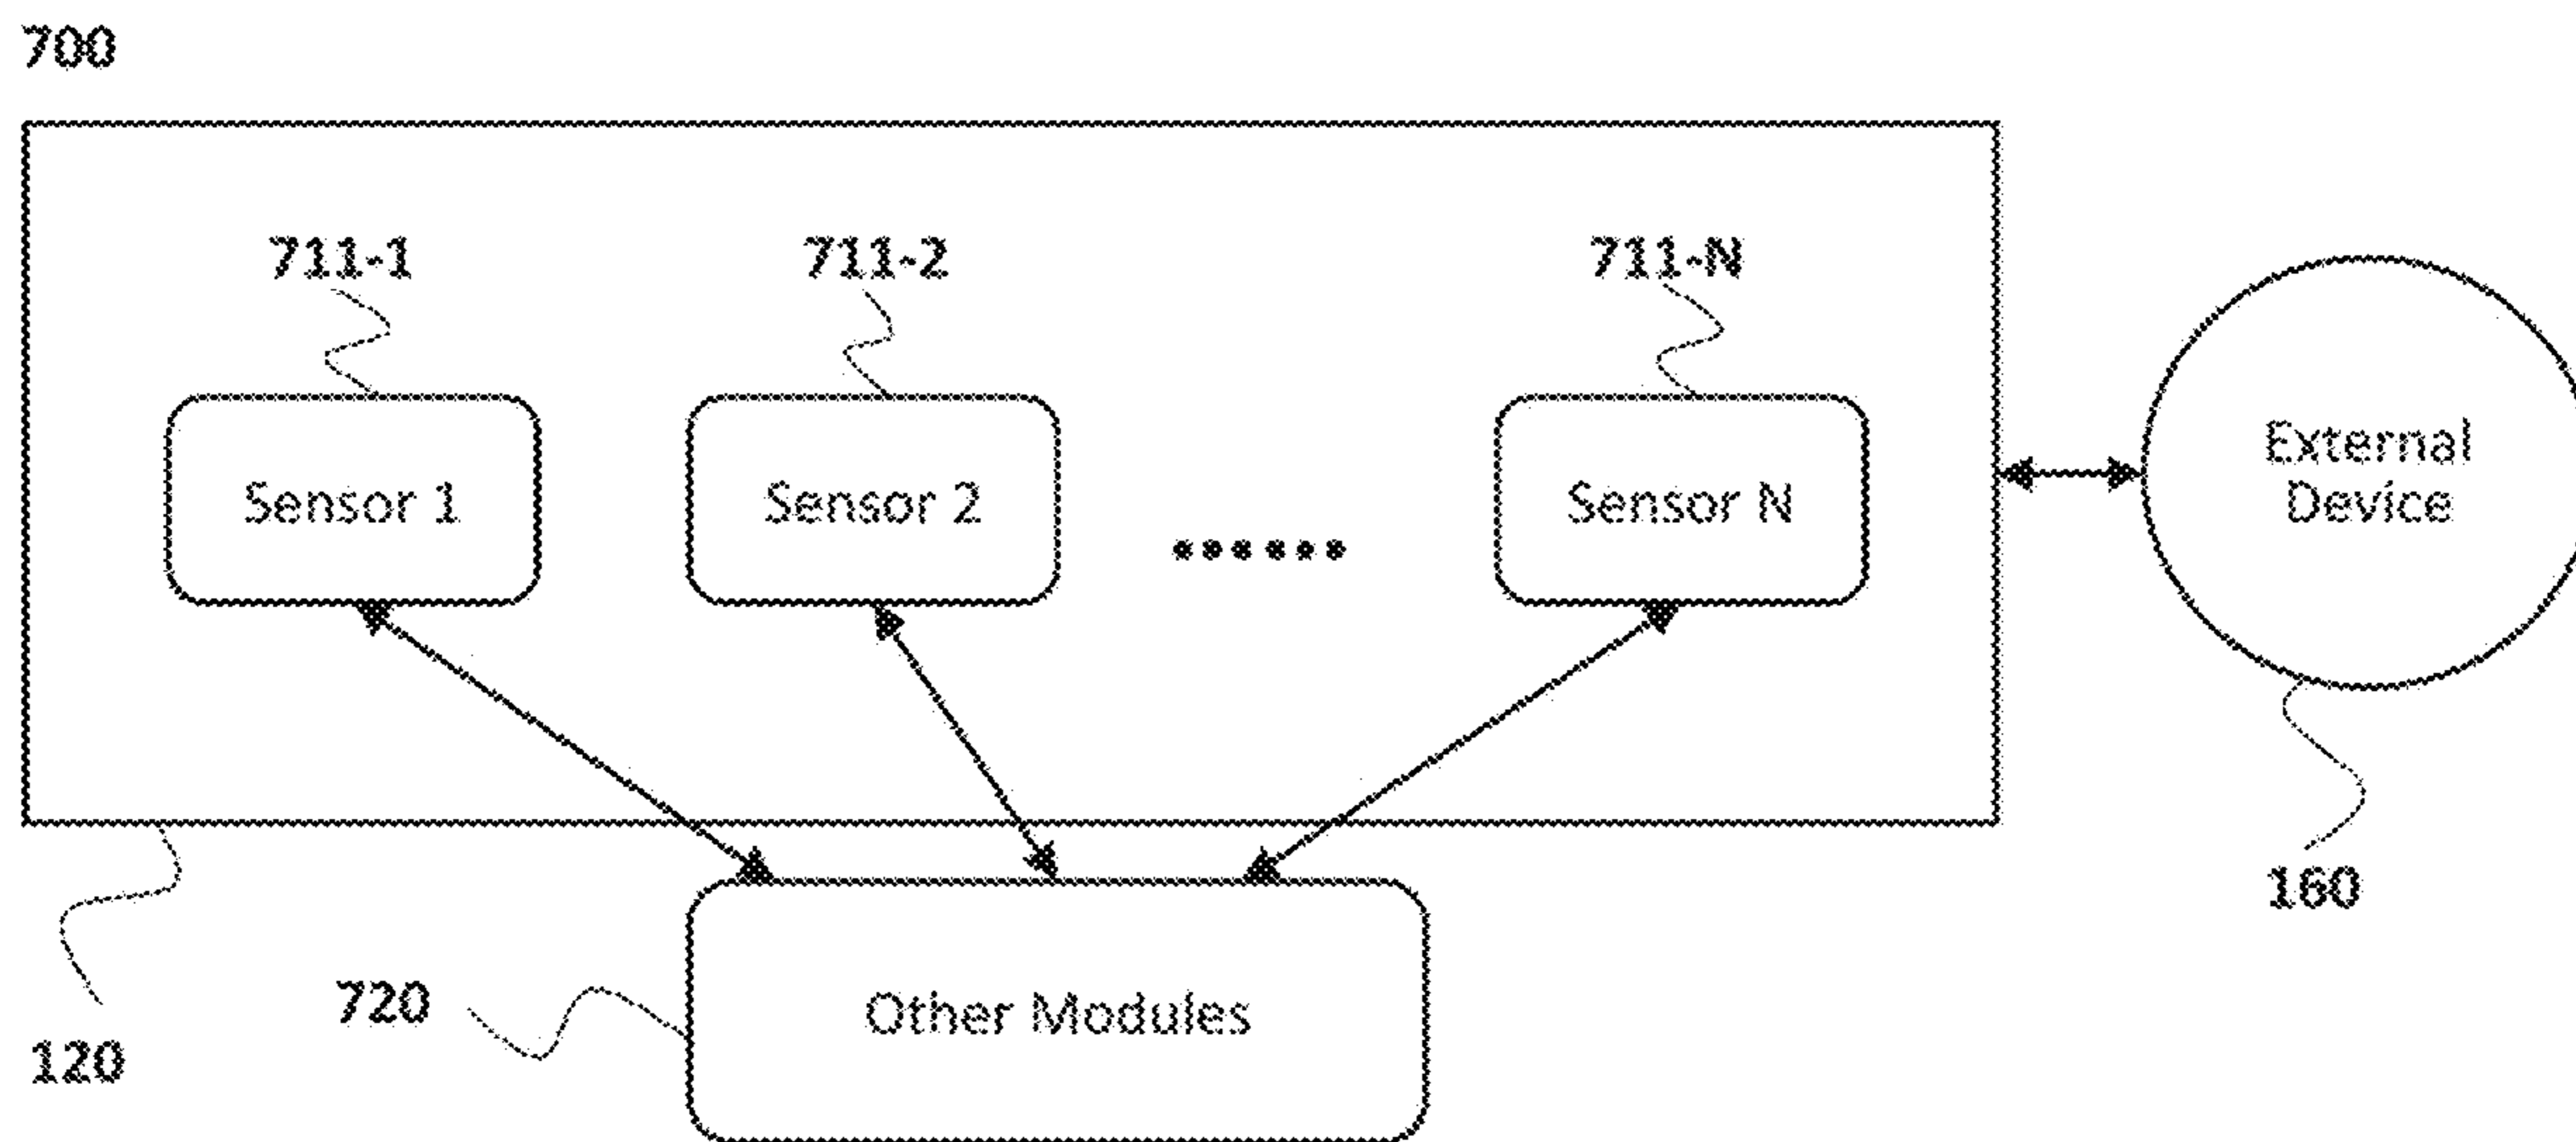 700
711-1
711-2
711-N
Sensor 1
Sensor 2
......
Sensor N
External
Device
160
720
Other Modules
120